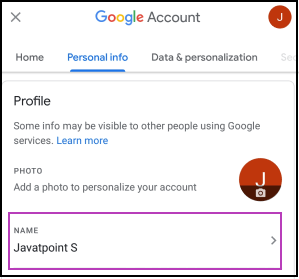 Google Account
J
Home Personal info Data & personalization Se
Profile
Some info may be visible to other people using Google
services. Learn more
PHOTO
Add a photo to personalize your account
J
NAME
Javatpoint S